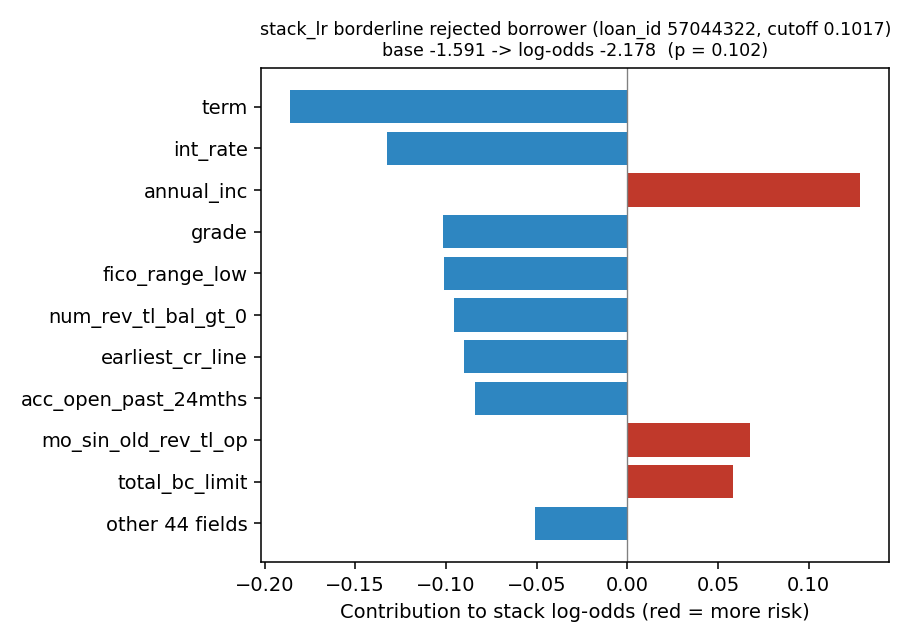 stack_lr borderline rejected borrower (loan_id 57044322, cutoff 0.1017)
base -1.591 -> log-odds -2.178  (p = 0.102)
term
int_rate
annual_inc
grade
fico_range_low
num_rev_tl_bal_gt_0
earliest_cr_line
acc_open_past_24mths
mo_sin_old_rev_tl_op
total_bc_limit
other 44 fields
−0.20 −0.15 −0.10 −0.05 0.00 0.05 0.10
Contribution to stack log-odds (red = more risk)